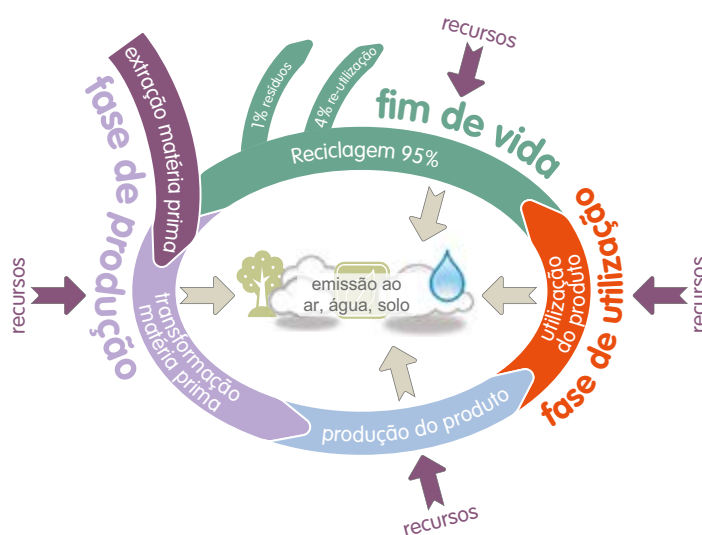 recursos
extração matéria prima
1% resíduos
4% re-utilização
fim de vida
Reciclagem 95%
fase de produção
fase de utilização
utilização
do produto
emissão ao
ar, água, solo
recursos
recursos
transformação
matéria prima
produção do produto
recursos